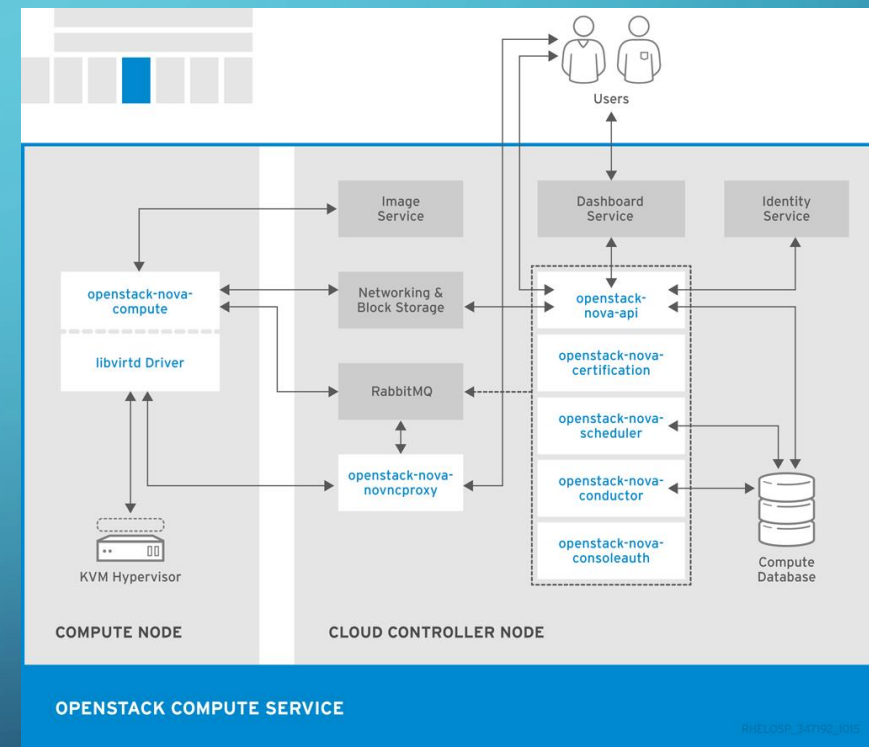 Users
Image
Service
Dashboard
Service
Identity
Service
openstack-nova-
compute
Networking &
Block Storage
openstack-
nova-api
libvirtd Driver
openstack-nova-
certification
RabbitMQ
openstack-nova-
scheduler
openstack-nova-
novncproxy
openstack-nova-
conductor
openstack-nova-
consoleauth
KVM Hypervisor
Compute
Database
COMPUTE NODE
CLOUD CONTROLLER NODE
OPENSTACK COMPUTE SERVICE
RHELOSP_347192_1015